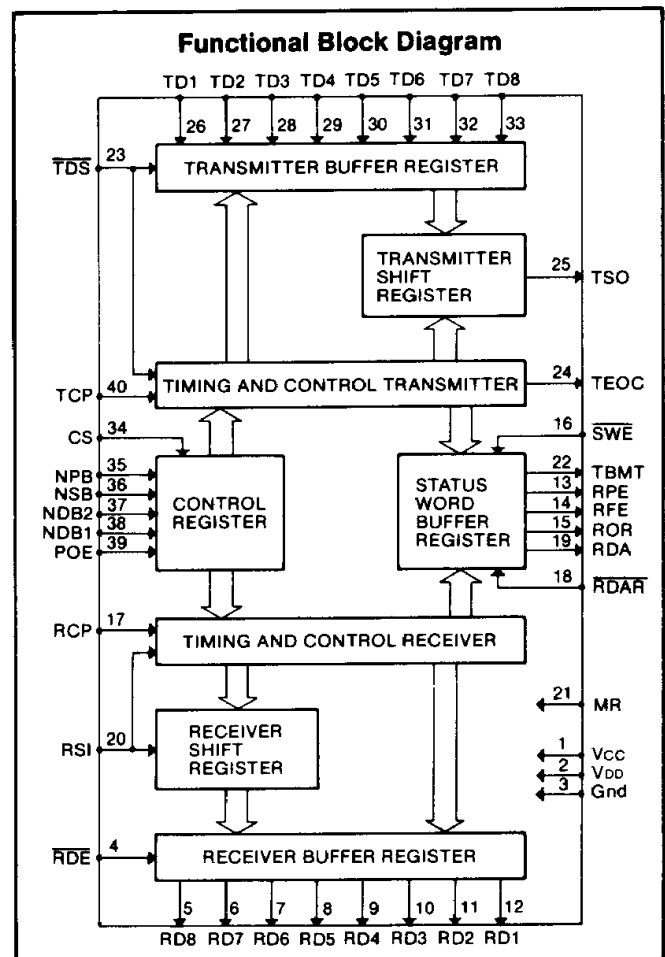 Functional Block Diagram
TD1 TD2 TD3 TD4 TD5 TD6 TD7 TD8
26 27 28 29 30 31 32 33
TDS 23
TRANSMITTER BUFFER REGISTER
TRANSMITTER
SHIFT
REGISTER
25 TSO
TIMING AND CONTROL TRANSMITTER
24 TEOC
TCP 40
CS 34
16 SWE
NPB 35
NSB 36
NDB2 37
NDB1 38
POE 39
CONTROL
REGISTER
STATUS
WORD
BUFFER
REGISTER
22 TBMT
13 RPE
14 RFE
15 ROR
19 RDA
18 RDAR
RCP 17
TIMING AND CONTROL RECEIVER
21 MR
RSI 20
RECEIVER
SHIFT
REGISTER
1 VCC
2 VDD
3 Gnd
RDE 4
RECEIVER BUFFER REGISTER
5 6 7 8 9 10 11 12
RD8 RD7 RD6 RD5 RD4 RD3 RD2 RD1